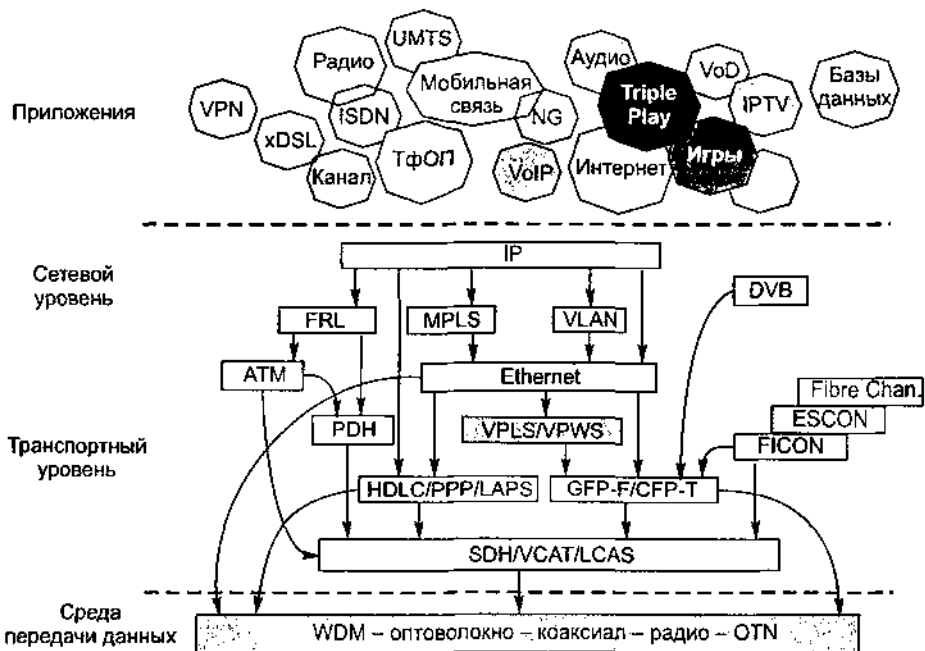 Приложения
VPN
xDSL
Радио
ISDN
Канал
UMTS
Мобильная
связь
ТфОП
NG
VoIP
Аудио
Triple
Play
Интернет
VoD
IPTV
Игры
Базы
данных
Сетевой
уровень
IP
FRL
MPLS
VLAN
DVB
ATM
Ethernet
Fibre Chan.
ESCON
FICON
Транспортный
уровень
PDH
VPLS/VPWS
HDLC/PPP/LAPS
GFP-F/CFP-T
SDH/VCAT/LCAS
Среда
передачи данных
WDM – оптоволокно – коаксиал – радио – OTN